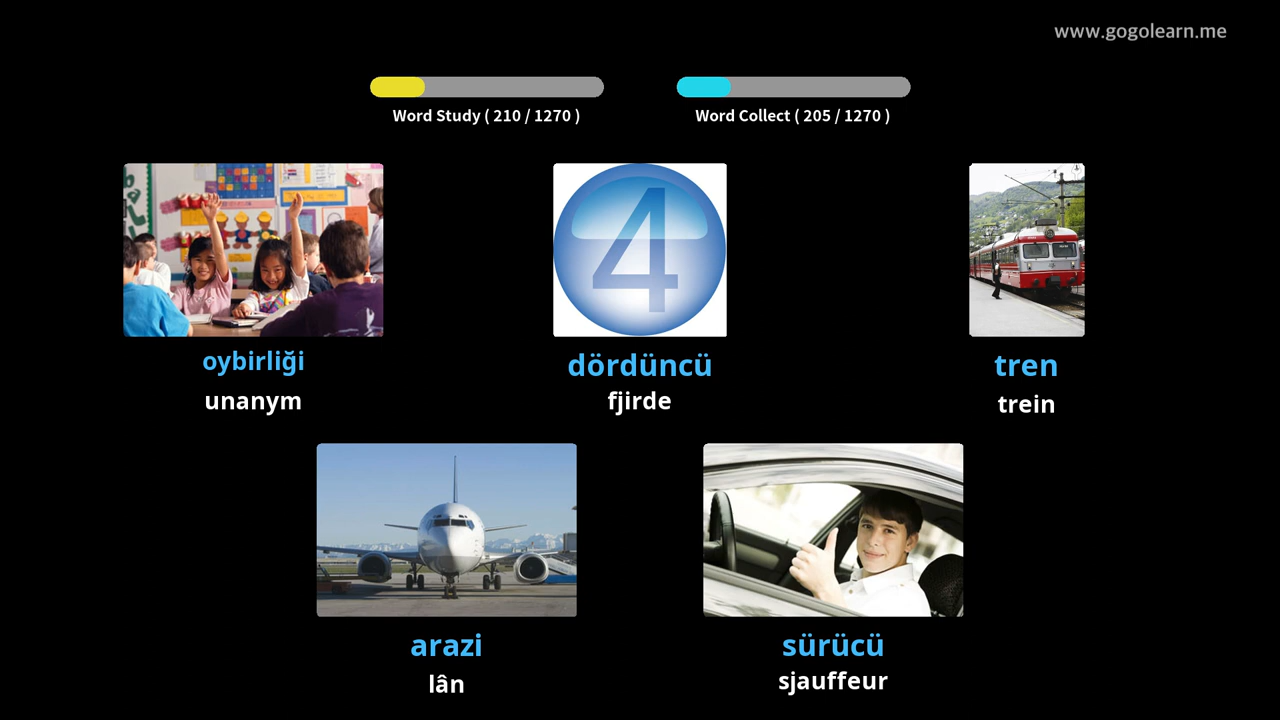 www.gogolearn.me
Word Study ( 210 / 1270 )
Word Collect ( 205 / 1270 )
4
oybirliği
unanym
dördüncü
fjirde
tren
trein
arazi
lân
sürücü
sjauffeur